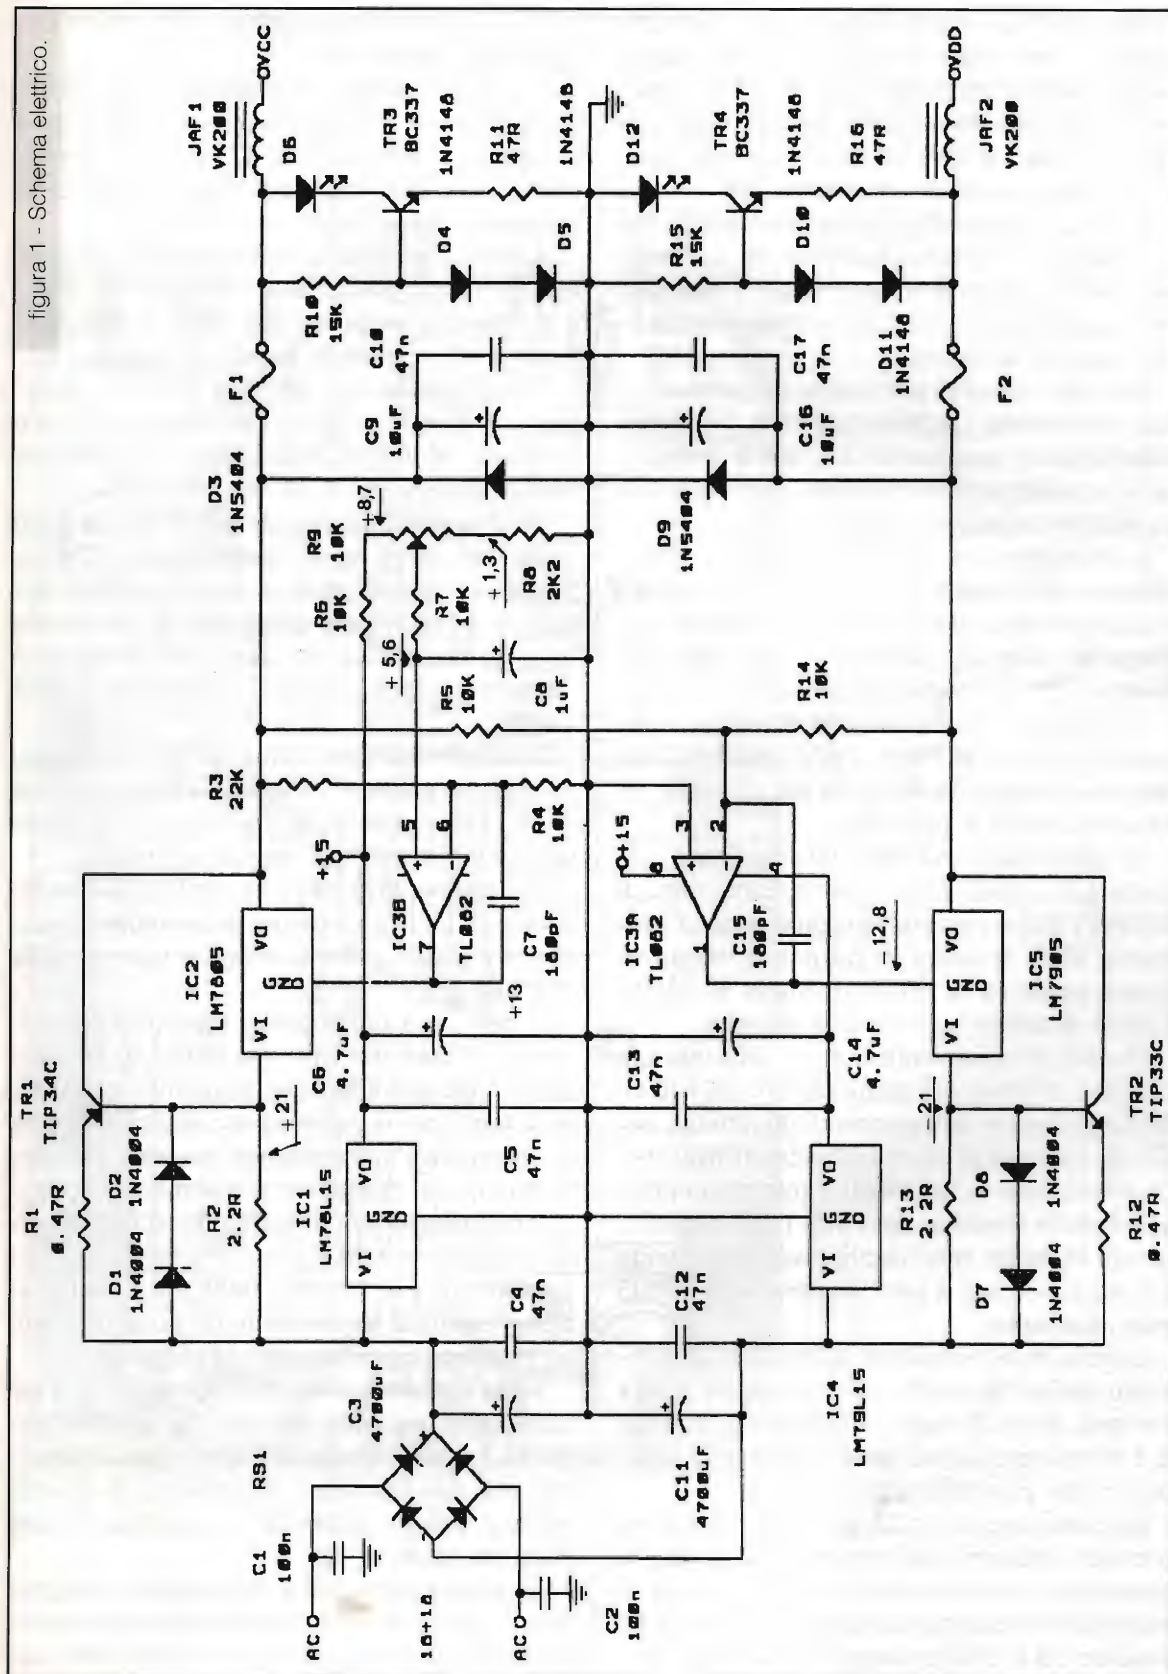 figura 1 - Schema elettrico.
TR1
TIP34C
R1
0.47R
D1
1N4004
D2
1N4004
R2
2.2R
+21
IC1
LM78L15
VI
VO
GND
IC2
LM7805
VI
VO
GND
R3
22K
+15
C6
4.7uF
+13
IC3B
TL082
5
6
7
C7
180pF
R4
10K
R5
10K
R6
10K
R7
10K
R9
10K
+8,7
+5,6
+1,3
R8
2K2
C8
1uF
D3
1N5404
C9
10uF
C10
47n
F1
R10
15K
D4
D5
1N4148
1N4148
D6
TR3
BC337
R11
47R
JAF1
VK200
VCC
AC
AC
18+18
C1
100n
C2
100n
RS1
C3
4700uF
C4
47n
C5
47n
C11
4700uF
C12
47n
C13
47n
C14
4.7uF
IC4
LM79L15
VI
VO
GND
IC3A
TL082
+15
8
3
2
1
4
C15
180pF
-12,8
R14
10K
IC5
LM7905
VI
VO
GND
-21
R13
2.2R
D7
1N4004
D8
1N4004
R12
0.47R
TR2
TIP33C
D9
1N5404
C16
10uF
C17
47n
F2
R15
15K
D10
1N4148
D11
1N4148
D12
TR4
BC337
R16
47R
JAF2
VK200
VDD